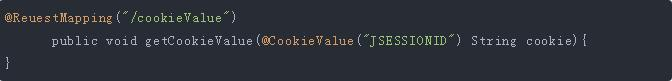 @ReuestMapping("/cookieValue")
public void getCookieValue(@CookieValue("JSESSIONID") String cookie){
}